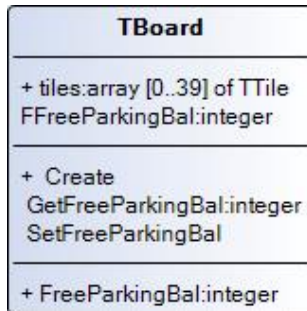 TBoard
+ tiles:array [0..39] of TTile
FFreeParkingBal:integer
+ Create
GetFreeParkingBal:integer
SetFreeParkingBal
+ FreeParkingBal:integer